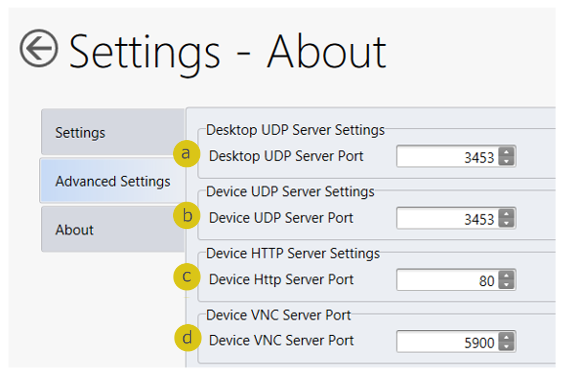 Settings - About
Settings
Advanced Settings
About
Desktop UDP Server Settings
a Desktop UDP Server Port 3453
Device UDP Server Settings
b Device UDP Server Port 3453
Device HTTP Server Settings
c Device Http Server Port 80
Device VNC Server Port
d Device VNC Server Port 5900